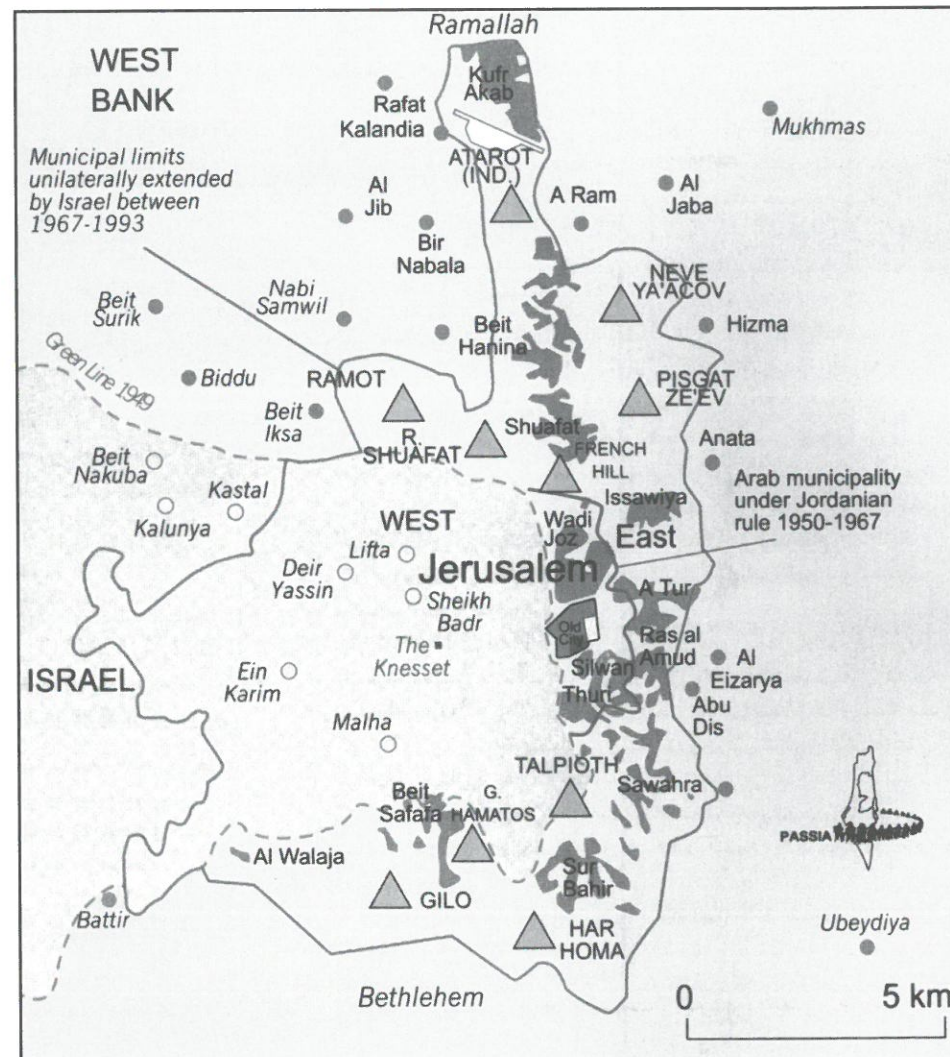 Ramallah
WEST
BANK
Kufr
Akab
Rafat
Kalandia
Mukhmas
Municipal limits
unilaterally extended
by Israel between
1967-1993
ATAROT
(IND.)
Al
Jib
Bir
Nabala
A Ram
Al
Jaba
Beit
Surik
Nabi
Samwil
Beit
Hanina
NEVE
YA'ACOV
Hizma
Green Line 1949
Biddu
RAMOT
Beit
Iksa
R.
SHUAFAT
Shuafat
PISGAT
ZE'EV
FRENCH
HILL
Anata
Beit
Nakuba
Kastal
Kalunya
Issawiya
Arab municipality
under Jordanian
rule 1950-1967
WEST
Wadi
Joz
East
Lifta
Jerusalem
Deir
Yassin
Sheikh
Badr
A Tur
Old
City
The
Knesset
Ras al
Amud
Silwan
Al
Eizarya
ISRAEL
Ein
Karim
Thuri
Abu
Dis
Malha
TALPIOTH
Sawahra
Beit
Safafa
G.
HAMATOS
PASSIA
Al Walaja
Sur
Bahir
GILO
Battir
HAR
HOMA
Ubeydiya
Bethlehem
0 5 km